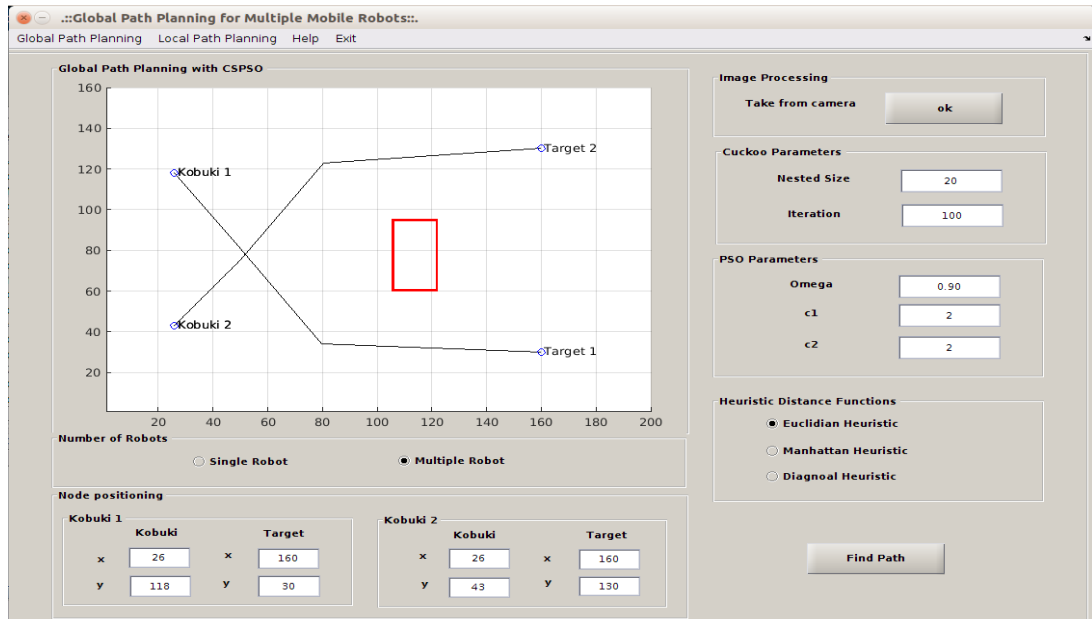 .::Global Path Planning for Multiple Mobile Robots::.
Global Path Planning Local Path Planning Help Exit
Global Path Planning with CSPSO
160
140
120
100
80
60
40
20
20 40 60 80 100 120 140 160 180 200
Kobuki 1
Kobuki 2
Target 2
Target 1
Number of Robots
Single Robot Multiple Robot
Node positioning
Kobuki 1
Kobuki Target
x 26 x 160
y 118 y 30
Kobuki 2
Kobuki Target
x 26 x 160
y 43 y 130
Image Processing
Take from camera ok
Cuckoo Parameters
Nested Size 20
Iteration 100
PSO Parameters
Omega 0.90
c1 2
c2 2
Heuristic Distance Functions
Euclidian Heuristic
Manhattan Heuristic
Diagnoal Heuristic
Find Path